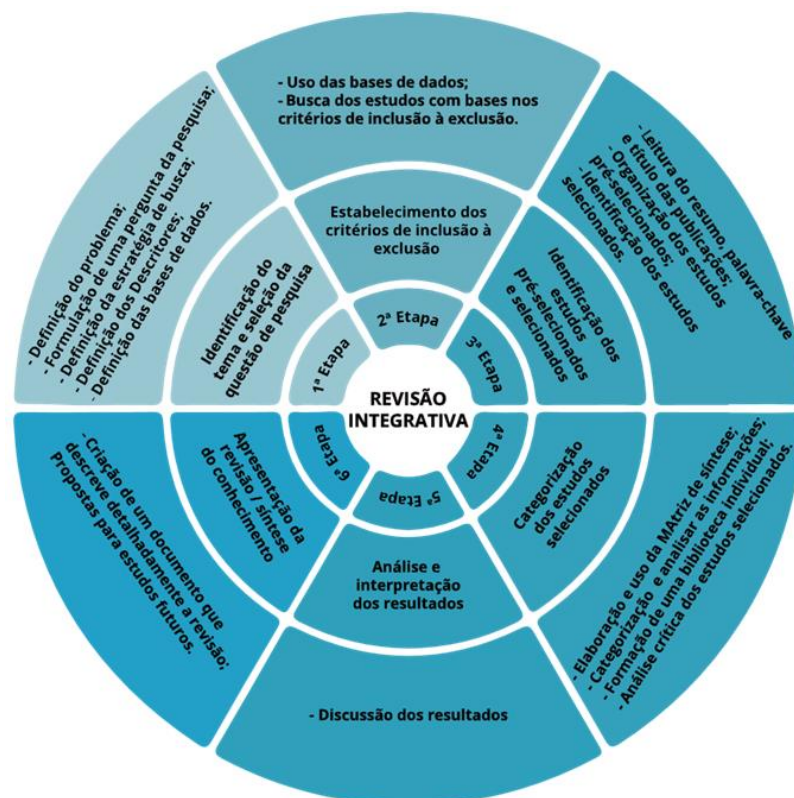 REVISÃO
INTEGRATIVA
1ª Etapa
Identificação do
tema e seleção da
questão de pesquisa
- Definição do problema;
- Formulação de uma pergunta da pesquisa;
- Definição da estratégia de busca;
- Definição dos Descritores;
- Definição das bases de dados.
2ª Etapa
Estabelecimento dos
critérios de inclusão à
exclusão
- Uso das bases de dados;
- Busca dos estudos com bases nos
critérios de inclusão à exclusão.
3ª Etapa
Identificação dos
estudos
pré-selecionados
e selecionados
- Leitura do resumo, palavra-chave
e título das publicações;
- Organização dos estudos
pré-selecionados;
- Identificação dos estudos
selecionados.
4ª Etapa
Categorização
dos estudos
selecionados
- Elaboração e uso da MAtriz de síntese;
- Categorização e analisar as informações;
- Formação de uma biblioteca individual;
- Análise crítica dos estudos selecionados.
5ª Etapa
Análise e
interpretação
dos resultados
- Discussão dos resultados
6ª Etapa
Apresentação da
revisão / síntese
do conhecimento
- Criação de um documento que
descreve detalhadamente a revisão;
propostas para estudos futuros.